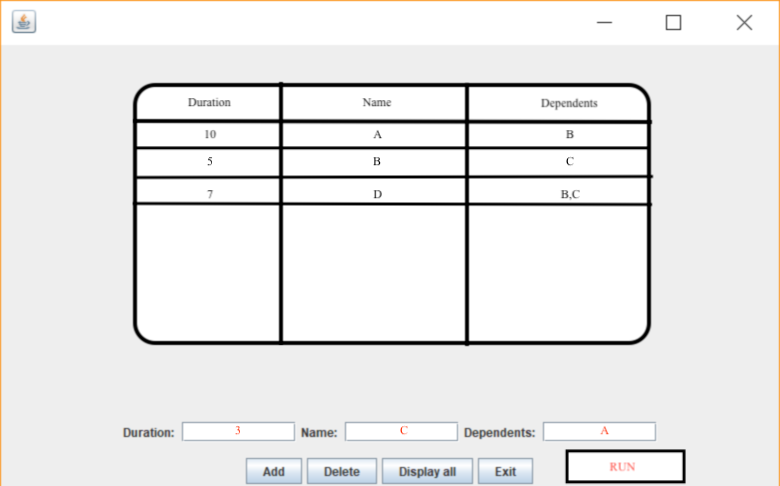 Duration Name Dependents
10 A B
5 B C
7 D B,C
Duration: 3 Name: C Dependents: A
Add Delete Display all Exit RUN